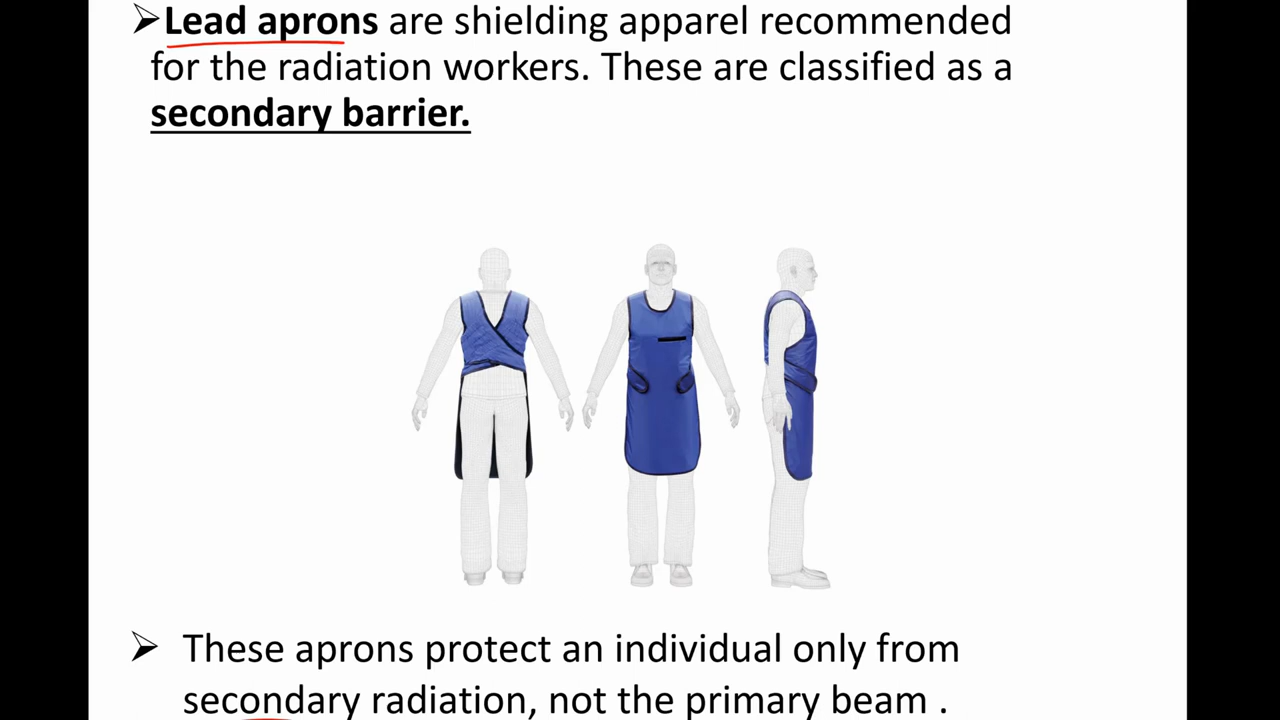 ➢Lead aprons are shielding apparel recommended
for the radiation workers. These are classified as a
secondary barrier.
➢ These aprons protect an individual only from
secondary radiation, not the primary beam .